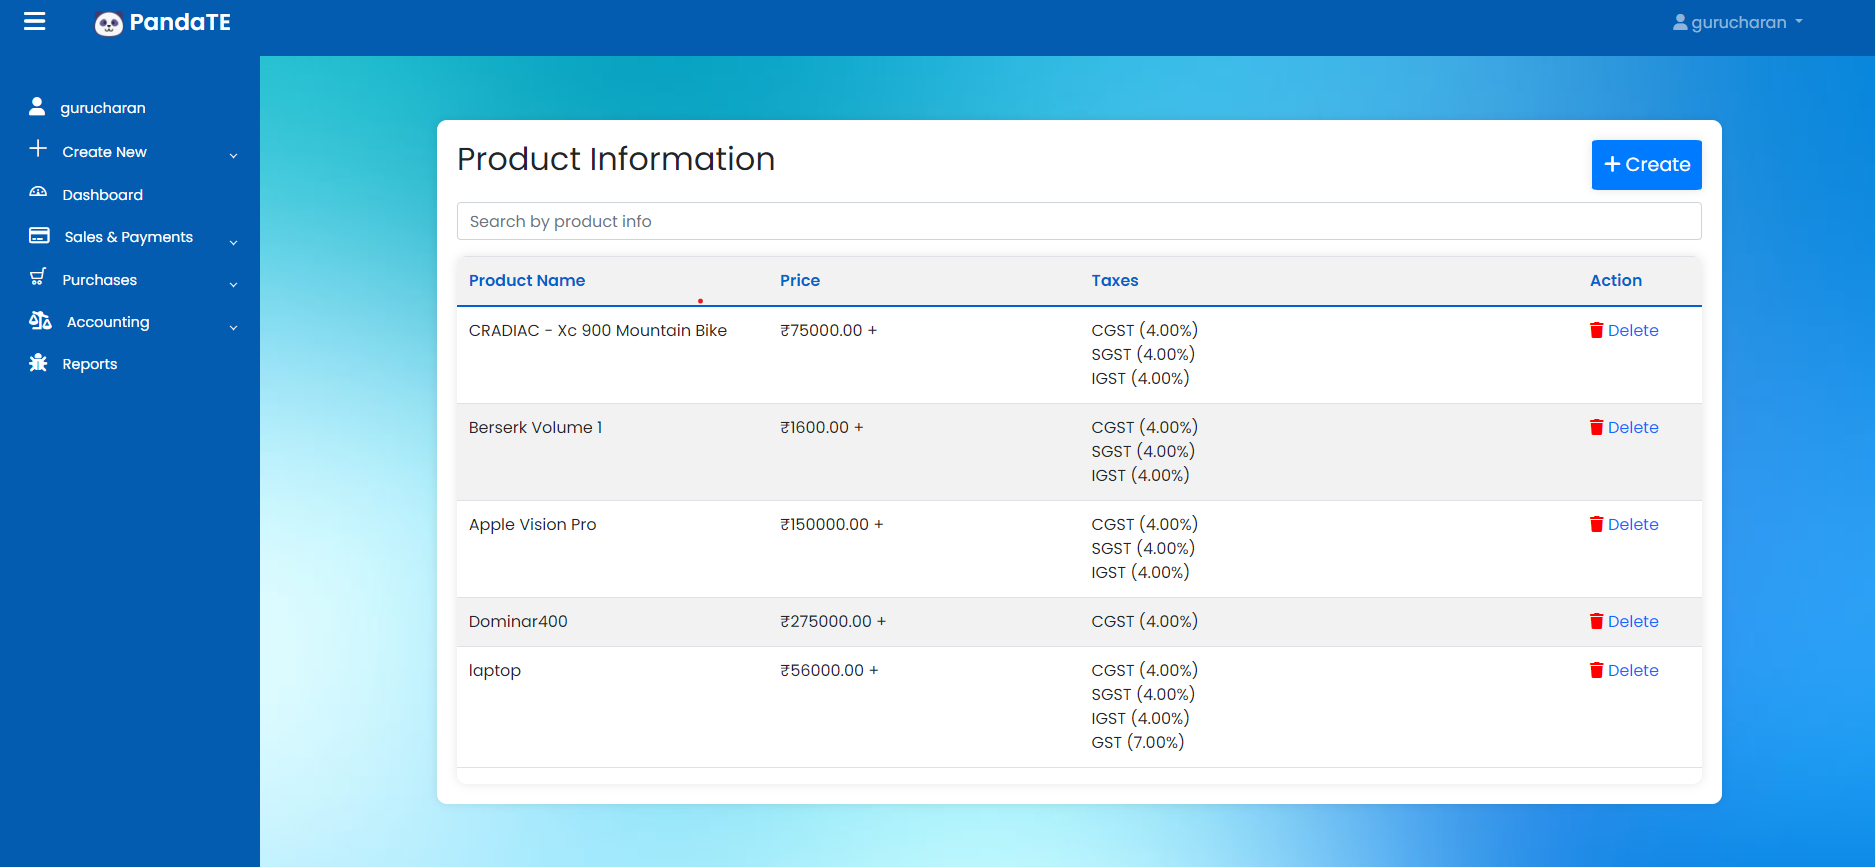 PandaTE
gurucharan
gurucharan
Create New
Dashboard
Sales & Payments
Purchases
Accounting
Reports
Product Information
+ Create
Search by product info
Product Name Price Taxes Action
CRADIAC - Xc 900 Mountain Bike ₹75000.00 + CGST (4.00%) Delete
SGST (4.00%)
IGST (4.00%)
Berserk Volume 1 ₹1600.00 + CGST (4.00%) Delete
SGST (4.00%)
IGST (4.00%)
Apple Vision Pro ₹150000.00 + CGST (4.00%) Delete
SGST (4.00%)
IGST (4.00%)
Dominar400 ₹275000.00 + CGST (4.00%) Delete
laptop ₹56000.00 + CGST (4.00%) Delete
SGST (4.00%)
IGST (4.00%)
GST (7.00%)